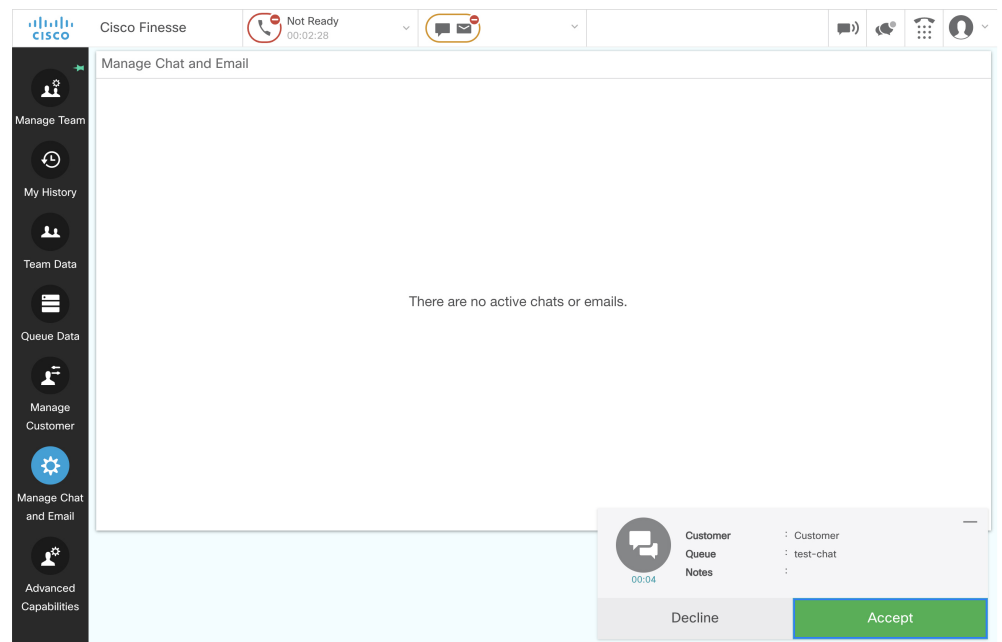 CISCO
Cisco Finesse
Not Ready
00:02:28
Manage Chat and Email
Manage Team
My History
Team Data
Queue Data
Manage
Customer
Manage Chat
and Email
Advanced
Capabilities
There are no active chats or emails.
Customer : Customer
Queue : test-chat
Notes :
00:04
Decline
Accept